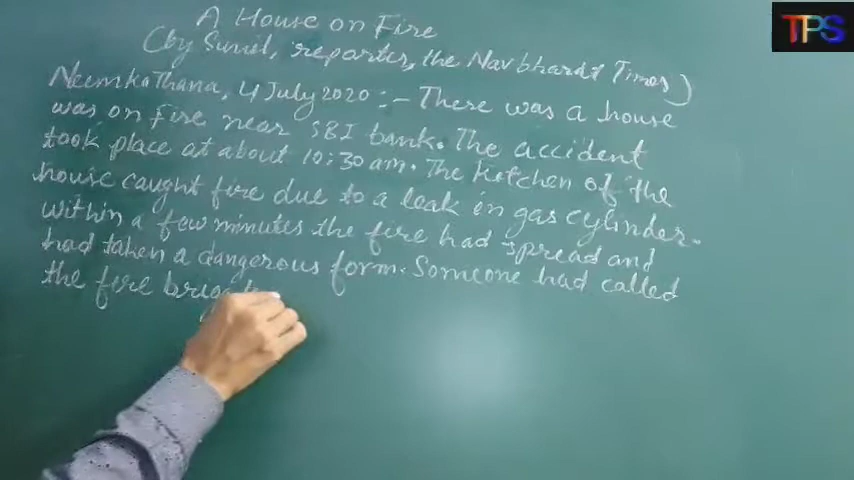 TPS
A House on Fire
(by Sunil, reporter, the Navbharat Times)
Neemkathana, 4 July 2020 :- There was a house
was on fire near SBI bank. The accident
took place at about 10:30 am. The kitchen of the
house caught fire due to a leak in gas cylinder.
within a few minutes the fire had spread and
had taken a dangerous form. Someone had called
the fire